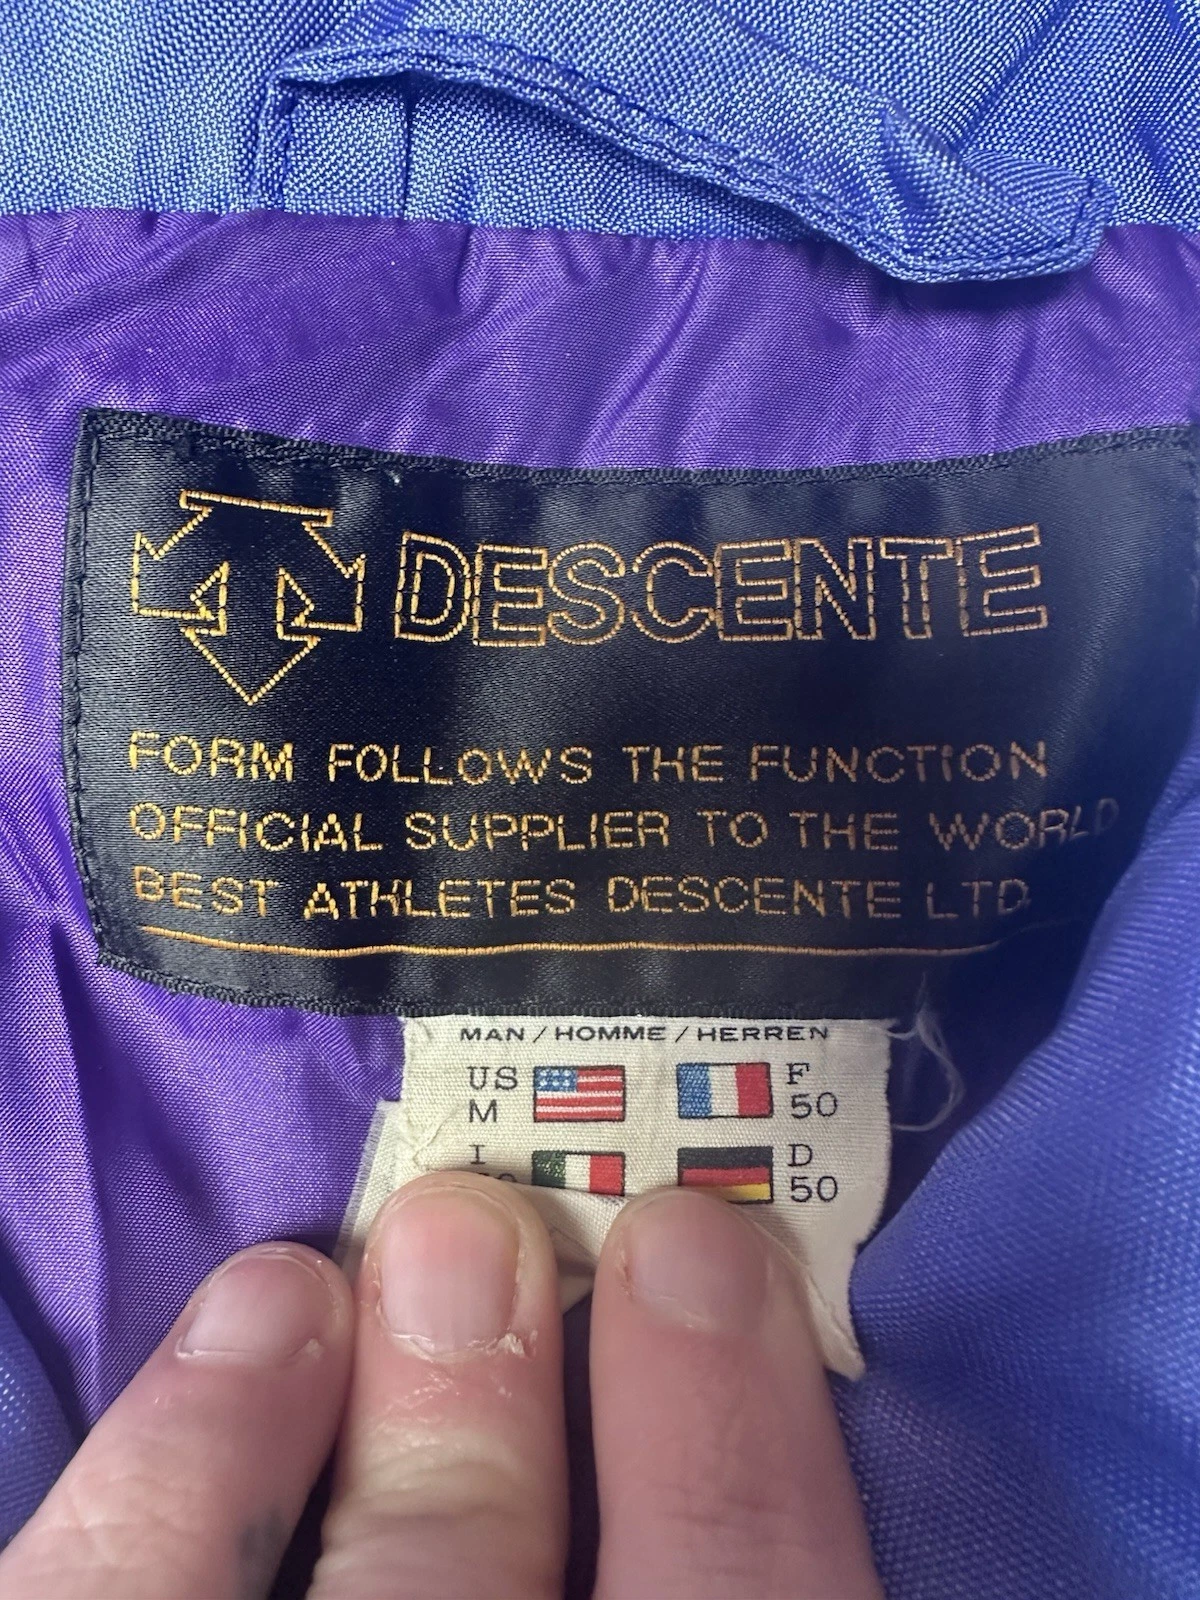 DESCENTE
FORM FOLLOWS THE FUNCTION
OFFICIAL SUPPLIER TO THE WORLD
BEST ATHLETES DESCENTE LTD.
MAN / HOMME / HERREN
US F
M 50
I D
50